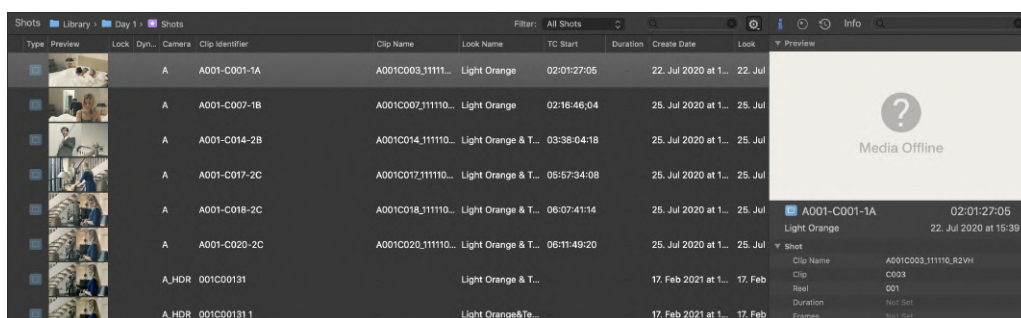 Shots Library › Day 1 › Shots Filter: All Shots Info
Type Preview Lock Dyn... Camera Clip Identifier Clip Name Look Name TC Start Duration Create Date Look Preview
A A001-C001-1A A001C003_11111... Light Orange 02:01:27:05 22. Jul 2020 at 1... 22. Jul
A A001-C007-1B A001C007_111110... Light Orange 02:16:46;04 25. Jul 2020 at 1... 25. Jul
A A001-C014-2B A001C014_111110... Light Orange & T... 03:38:04:18 25. Jul 2020 at 1... 25. Jul
A A001-C017-2C A001C017_111110... Light Orange & T... 05:57:34:08 25. Jul 2020 at 1... 25. Jul
A A001-C018-2C A001C018_111110... Light Orange & T... 06:07:41:14 25. Jul 2020 at 1... 25. Jul
A A001-C020-2C A001C020_111110... Light Orange & T... 06:11:49:20 25. Jul 2020 at 1... 25. Jul
A_HDR 001C00131 Light Orange & T... 17. Feb 2021 at 1... 17. Feb
A_HDR 001C00131 1 Light Orange&Te... 17. Feb 2021 at 1... 17. Feb
?
Media Offline
A001-C001-1A 02:01:27:05
Light Orange 22. Jul 2020 at 15:39
Shot
Clip Name A001C003_111110_R2VH
Clip C003
Reel 001
Duration Not Set
Frames Not Set